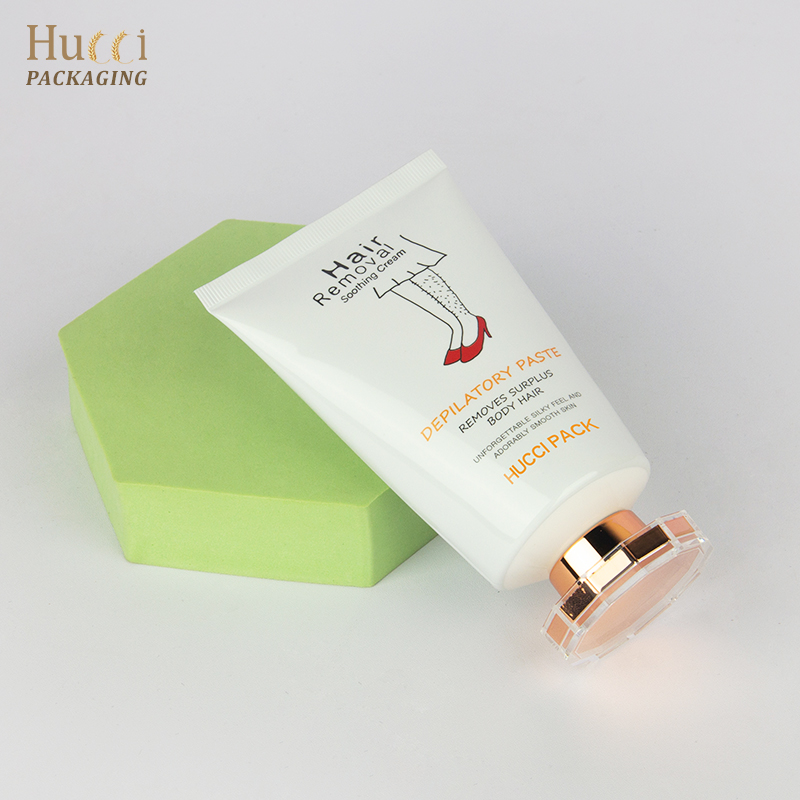 Hucci
PACKAGING
Hair
Removal
Soothing Cream
DEPILATORY PASTE
REMOVES SURPLUS
BODY HAIR
UNFORGETTABLE SILKY FEEL AND
ADORABLY SMOOTH SKIN
HUCCI PACK